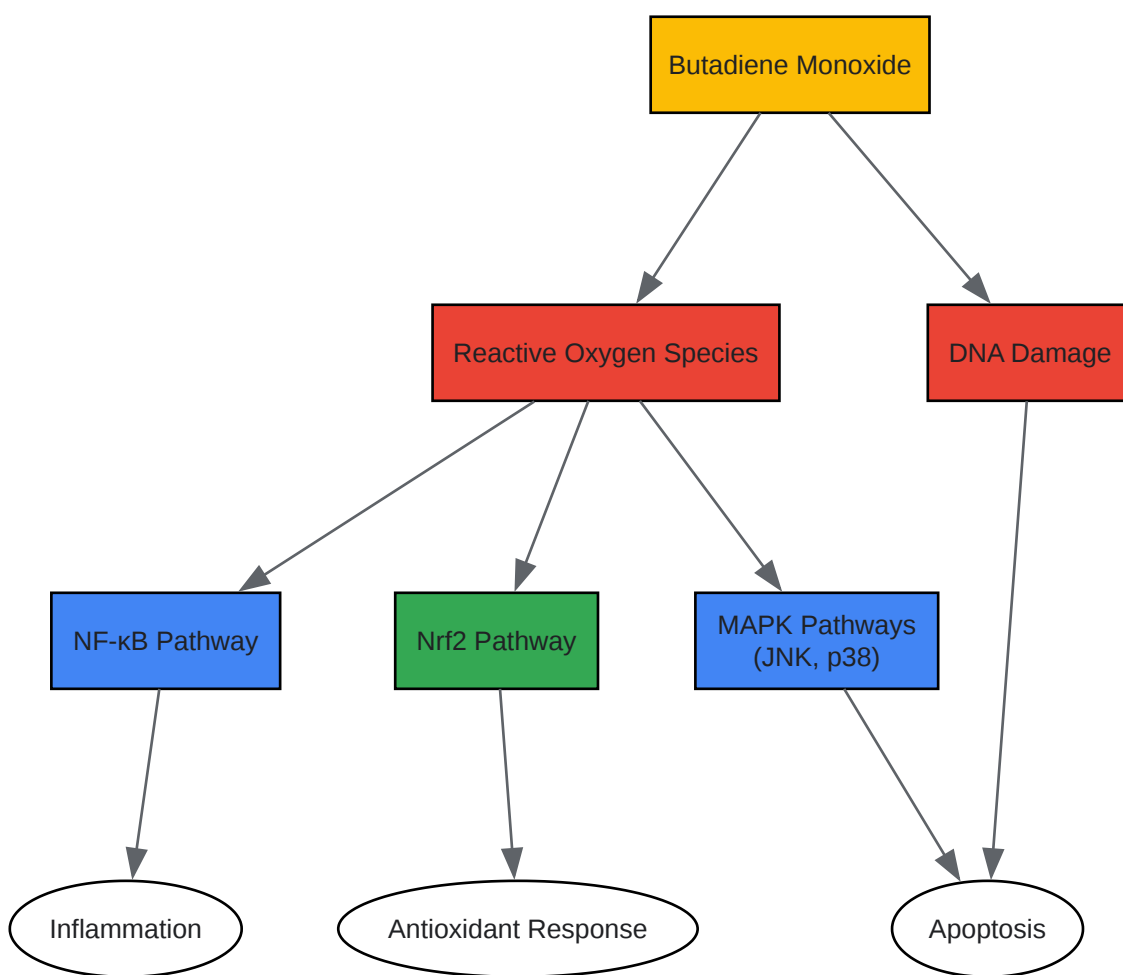 Butadiene Monoxide
Reactive Oxygen Species
DNA Damage
NF-κB Pathway
Nrf2 Pathway
MAPK Pathways
(JNK, p38)
Inflammation
Antioxidant Response
Apoptosis